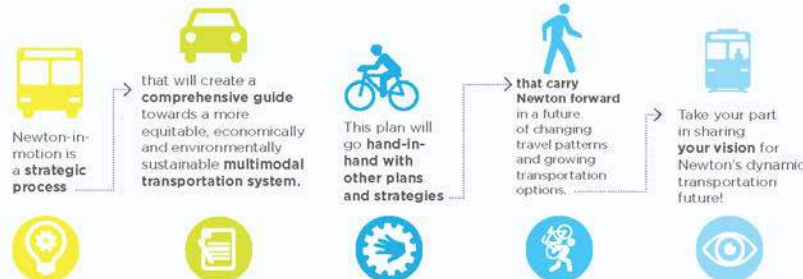 Newton-in-
motion is
a strategic
process
that will create a
comprehensive guide
towards a more
equitable, economically
and environmentally
sustainable multimodal
transportation system.
This plan will
go hand-in-
hand with
other plans
and strategies
that carry
Newton forward
in a future
of changing
travel patterns
and growing
transportation
options.
Take your part
in sharing
your vision for
Newton's dynamic
transportation
future!